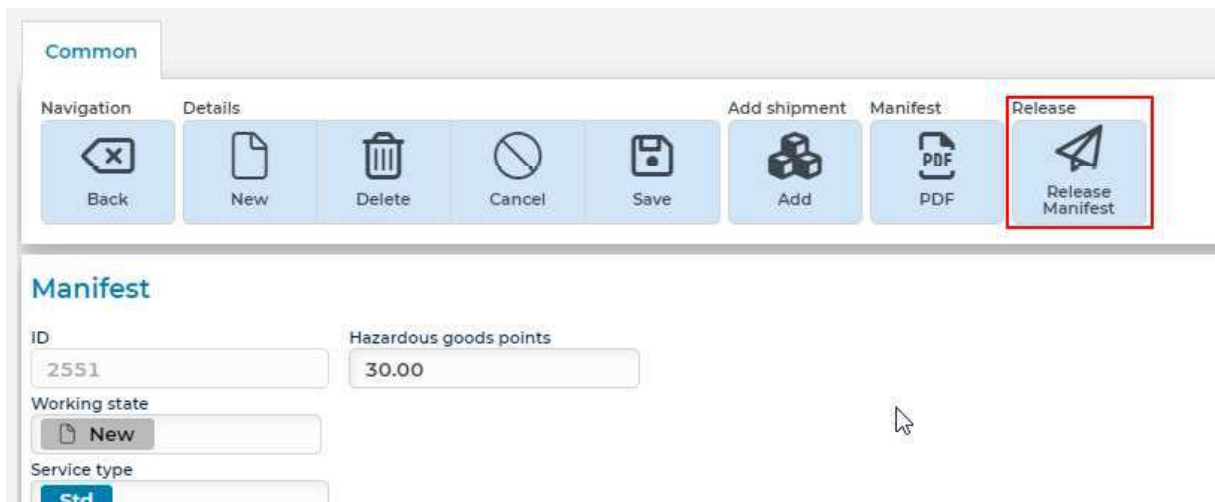 Common
Navigation Details Add shipment Manifest Release
PDF
Back New Delete Cancel Save Add PDF Release
Manifest
Manifest
ID Hazardous goods points
2551 30.00
Working state
New
Service type
Std